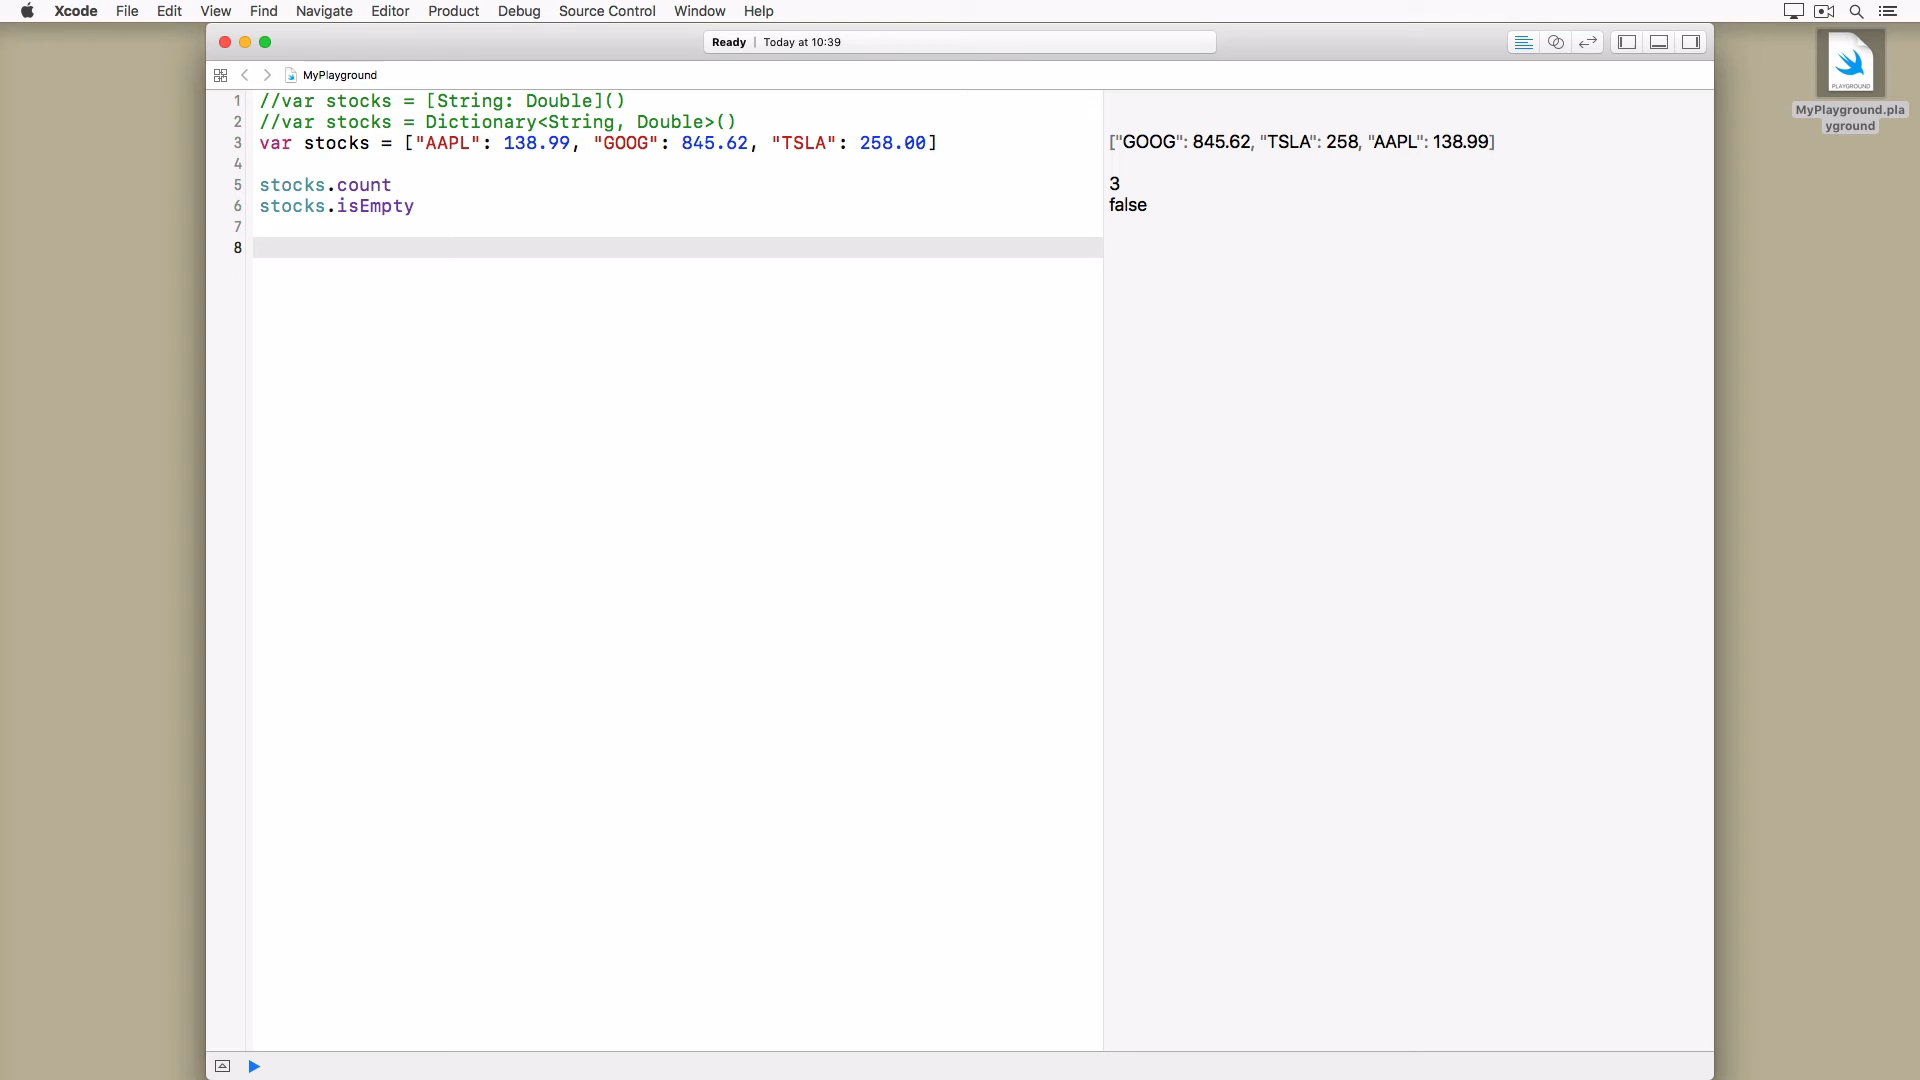 Xcode File Edit View Find Navigate Editor Product Debug Source Control Window Help
Ready | Today at 10:39
MyPlayground
1 //var stocks = [String: Double]()
2 //var stocks = Dictionary<String, Double>()
3 var stocks = ["AAPL": 138.99, "GOOG": 845.62, "TSLA": 258.00]
["GOOG": 845.62, "TSLA": 258, "AAPL": 138.99]
4
5 stocks.count
3
6 stocks.isEmpty
false
7
8
PLAYGROUND
MyPlayground.pla
yground